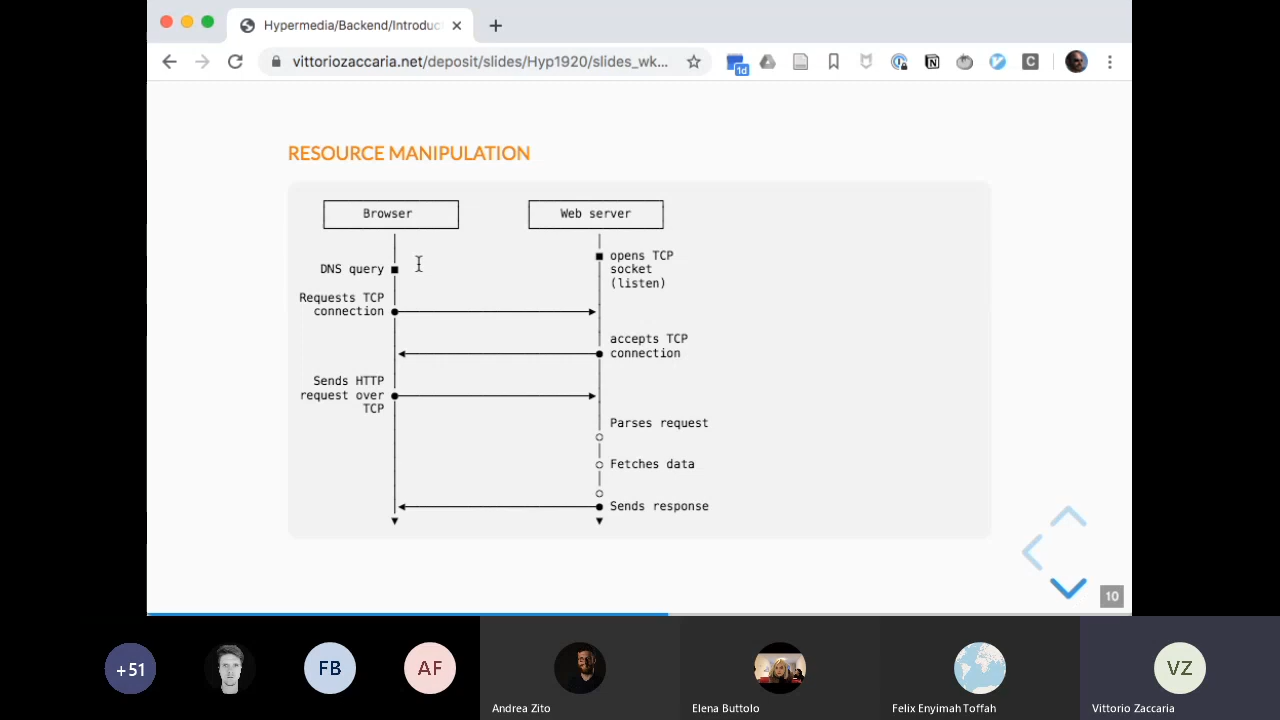 Hypermedia/Backend/Introduc
vittoriozaccaria.net/deposit/slides/Hyp1920/slides_wk...
1d
C
RESOURCE MANIPULATION
Browser
Web server
DNS query
opens TCP
socket
(listen)
Requests TCP
connection
accepts TCP
connection
Sends HTTP
request over
TCP
Parses request
Fetches data
Sends response
10
+51
FB
AF
VZ
Andrea Zito
Elena Buttolo
Felix Enyimah Toffah
Vittorio Zaccaria